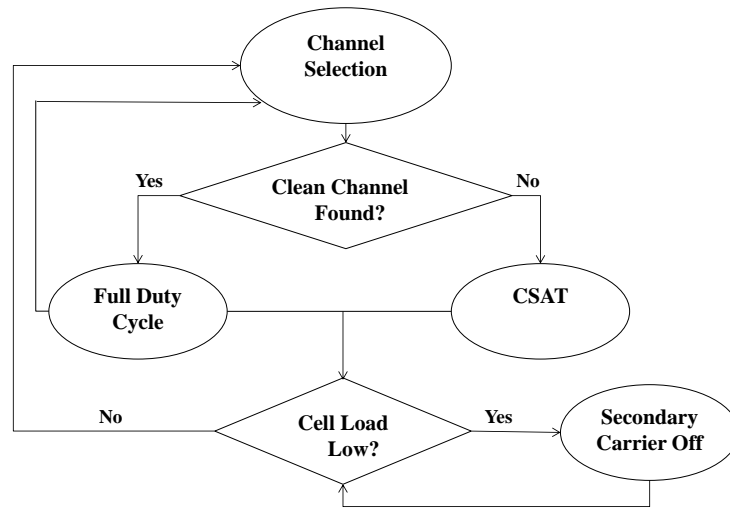 Channel
Selection
Yes
Clean Channel
Found?
No
Full Duty
Cycle
CSAT
No
Cell Load
Low?
Yes
Secondary
Carrier Off